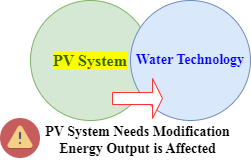 PV System
Water Technology
PV System Needs Modification
Energy Output is Affected